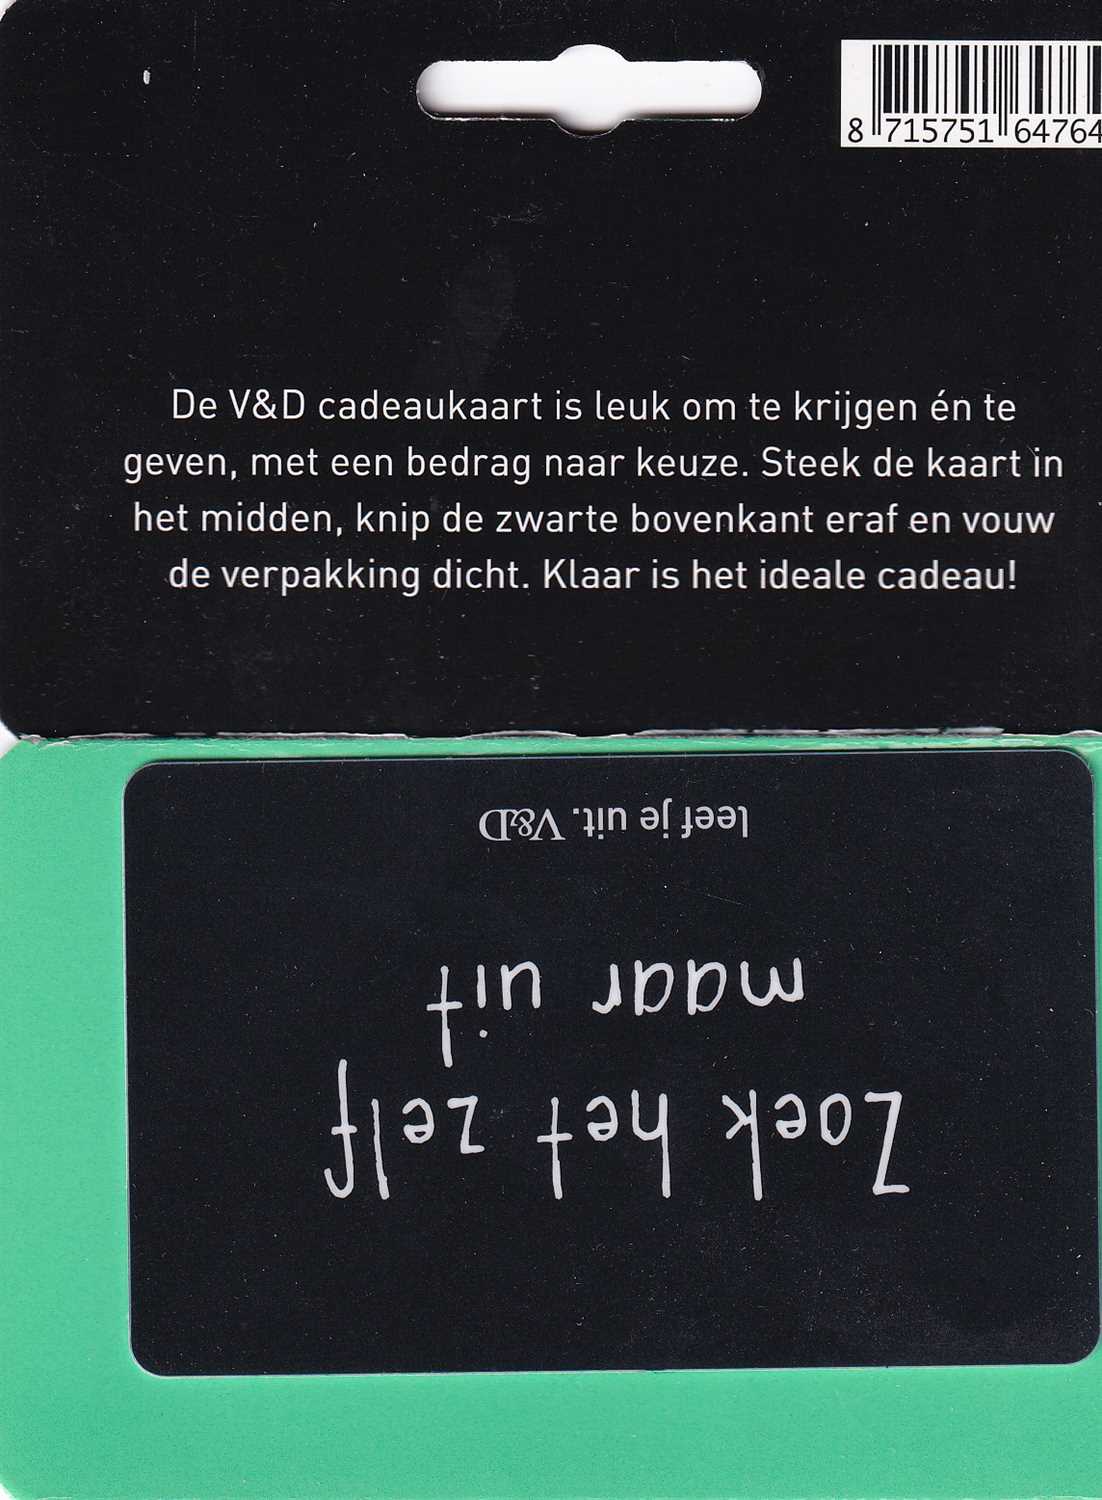 8 715751 64764
De V&D cadeaukaart is leuk om te krijgen én te
geven, met een bedrag naar keuze. Steek de kaart in
het midden, knip de zwarte bovenkant eraf en vouw
de verpakking dicht. Klaar is het ideale cadeau!
Zoek het zelf
maar uit
leef je uit. V&D